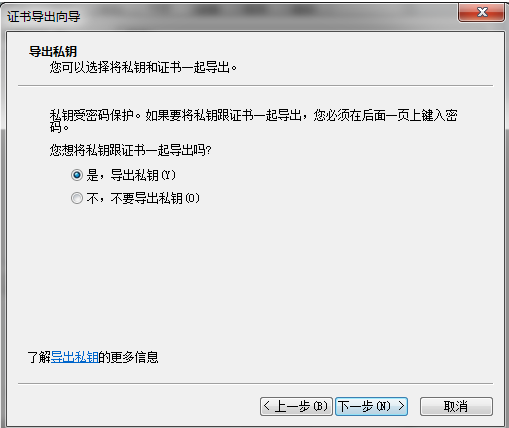 证书导出向导
导出私钥
您可以选择将私钥和证书一起导出。
私钥受密码保护。如果要将私钥跟证书一起导出，您必须在后面一页上键入密
码。
您想将私钥跟证书一起导出吗?
是，导出私钥(Y)
不，不要导出私钥(O)
了解导出私钥的更多信息
< 上一步(B) 下一步(N) > 取消